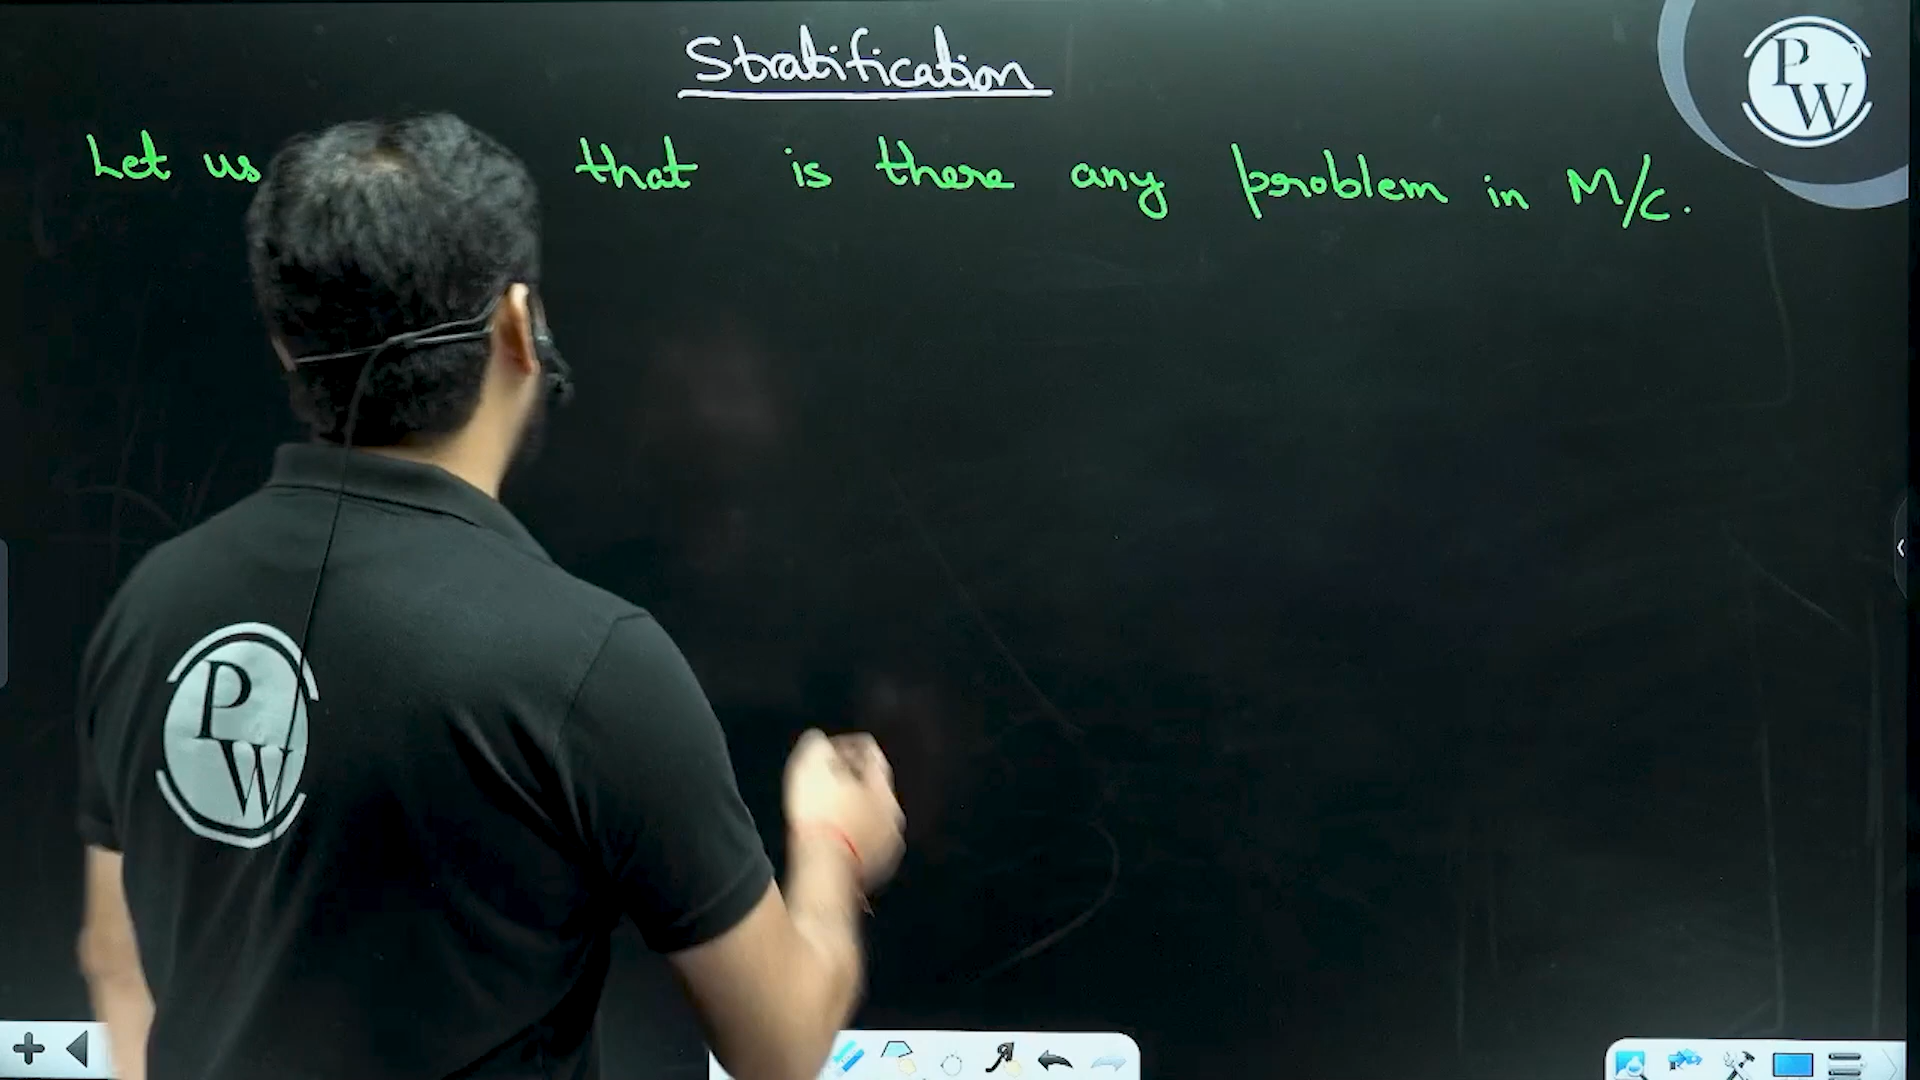 Stratification
Let us that is there any problem in M/c.
P
W
P
W